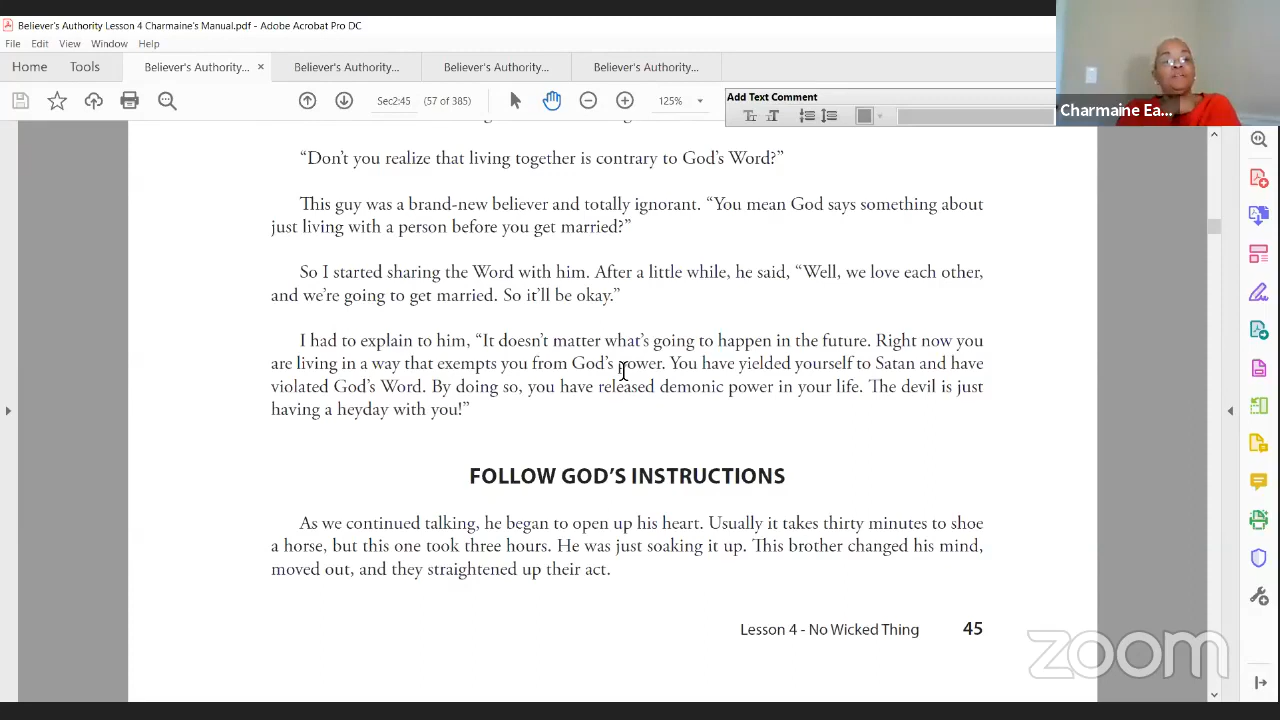 Believer's Authority Lesson 4 Charmaine's Manual.pdf - Adobe Acrobat Pro DC
File Edit View Window Help
Home Tools Believer's Authority... × Believer's Authority... Believer's Authority... Believer's Authority...
Sec2:45 (57 of 385) 125%
Add Text Comment
Charmaine Ea...
“Don’t you realize that living together is contrary to God’s Word?”
This guy was a brand-new believer and totally ignorant. “You mean God says something about
just living with a person before you get married?”
So I started sharing the Word with him. After a little while, he said, “Well, we love each other,
and we’re going to get married. So it’ll be okay.”
I had to explain to him, “It doesn’t matter what’s going to happen in the future. Right now you
are living in a way that exempts you from God’s power. You have yielded yourself to Satan and have
violated God’s Word. By doing so, you have released demonic power in your life. The devil is just
having a heyday with you!”
FOLLOW GOD’S INSTRUCTIONS
As we continued talking, he began to open up his heart. Usually it takes thirty minutes to shoe
a horse, but this one took three hours. He was just soaking it up. This brother changed his mind,
moved out, and they straightened up their act.
Lesson 4 - No Wicked Thing 45
zoom